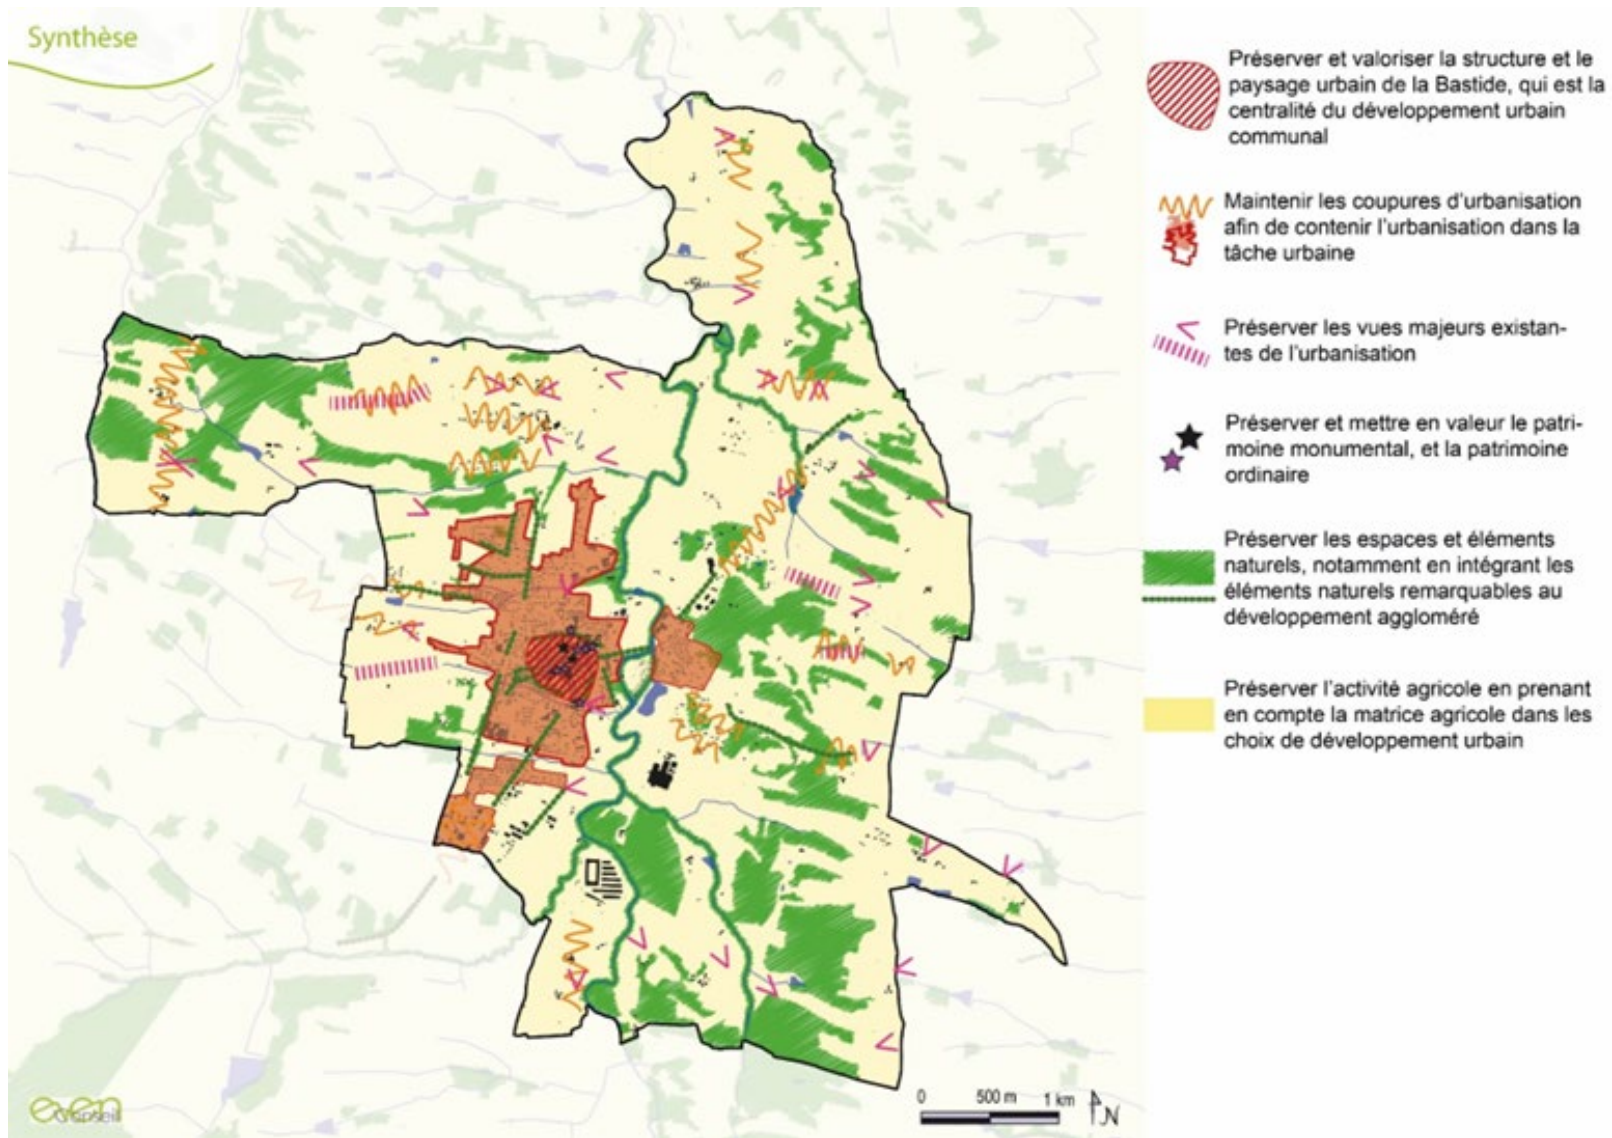 Synthèse
Préserver et valoriser la structure et le
paysage urbain de la Bastide, qui est la
centralité du développement urbain
communal
Maintenir les coupures d'urbanisation
afin de contenir l'urbanisation dans la
tâche urbaine
Préserver les vues majeurs existan-
tes de l'urbanisation
Préserver et mettre en valeur le patri-
moine monumental, et la patrimoine
ordinaire
Préserver les espaces et éléments
naturels, notamment en intégrant les
éléments naturels remarquables au
développement aggloméré
Préserver l'activité agricole en prenant
en compte la matrice agricole dans les
choix de développement urbain
0 500 m 1 km N
even
Conseil